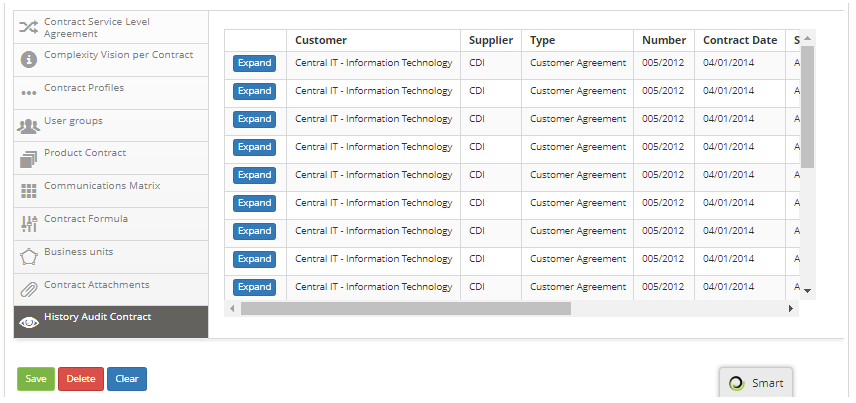 Contract Service Level
Agreement
Complexity Vision per Contract
Contract Profiles
User groups
Product Contract
Communications Matrix
Contract Formula
Business units
Contract Attachments
History Audit Contract
Customer Supplier Type Number Contract Date S
Expand Central IT - Information Technology CDI Customer Agreement 005/2012 04/01/2014 A
Expand Central IT - Information Technology CDI Customer Agreement 005/2012 04/01/2014 A
Expand Central IT - Information Technology CDI Customer Agreement 005/2012 04/01/2014 A
Expand Central IT - Information Technology CDI Customer Agreement 005/2012 04/01/2014 A
Expand Central IT - Information Technology CDI Customer Agreement 005/2012 04/01/2014 A
Expand Central IT - Information Technology CDI Customer Agreement 005/2012 04/01/2014 A
Expand Central IT - Information Technology CDI Customer Agreement 005/2012 04/01/2014 A
Expand Central IT - Information Technology CDI Customer Agreement 005/2012 04/01/2014 A
Expand Central IT - Information Technology CDI Customer Agreement 005/2012 04/01/2014 A
Save Delete Clear
Smart